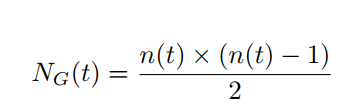 N_G(t) = \frac{n(t) \times (n(t) - 1)}{2}